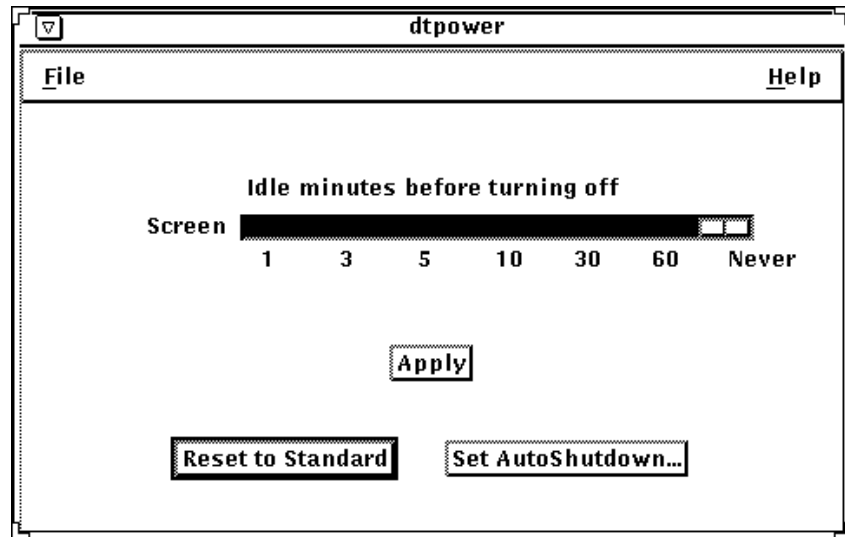 dtpower
File Help
Idle minutes before turning off
Screen
1 3 5 10 30 60 Never
Apply
Reset to Standard Set AutoShutdown...